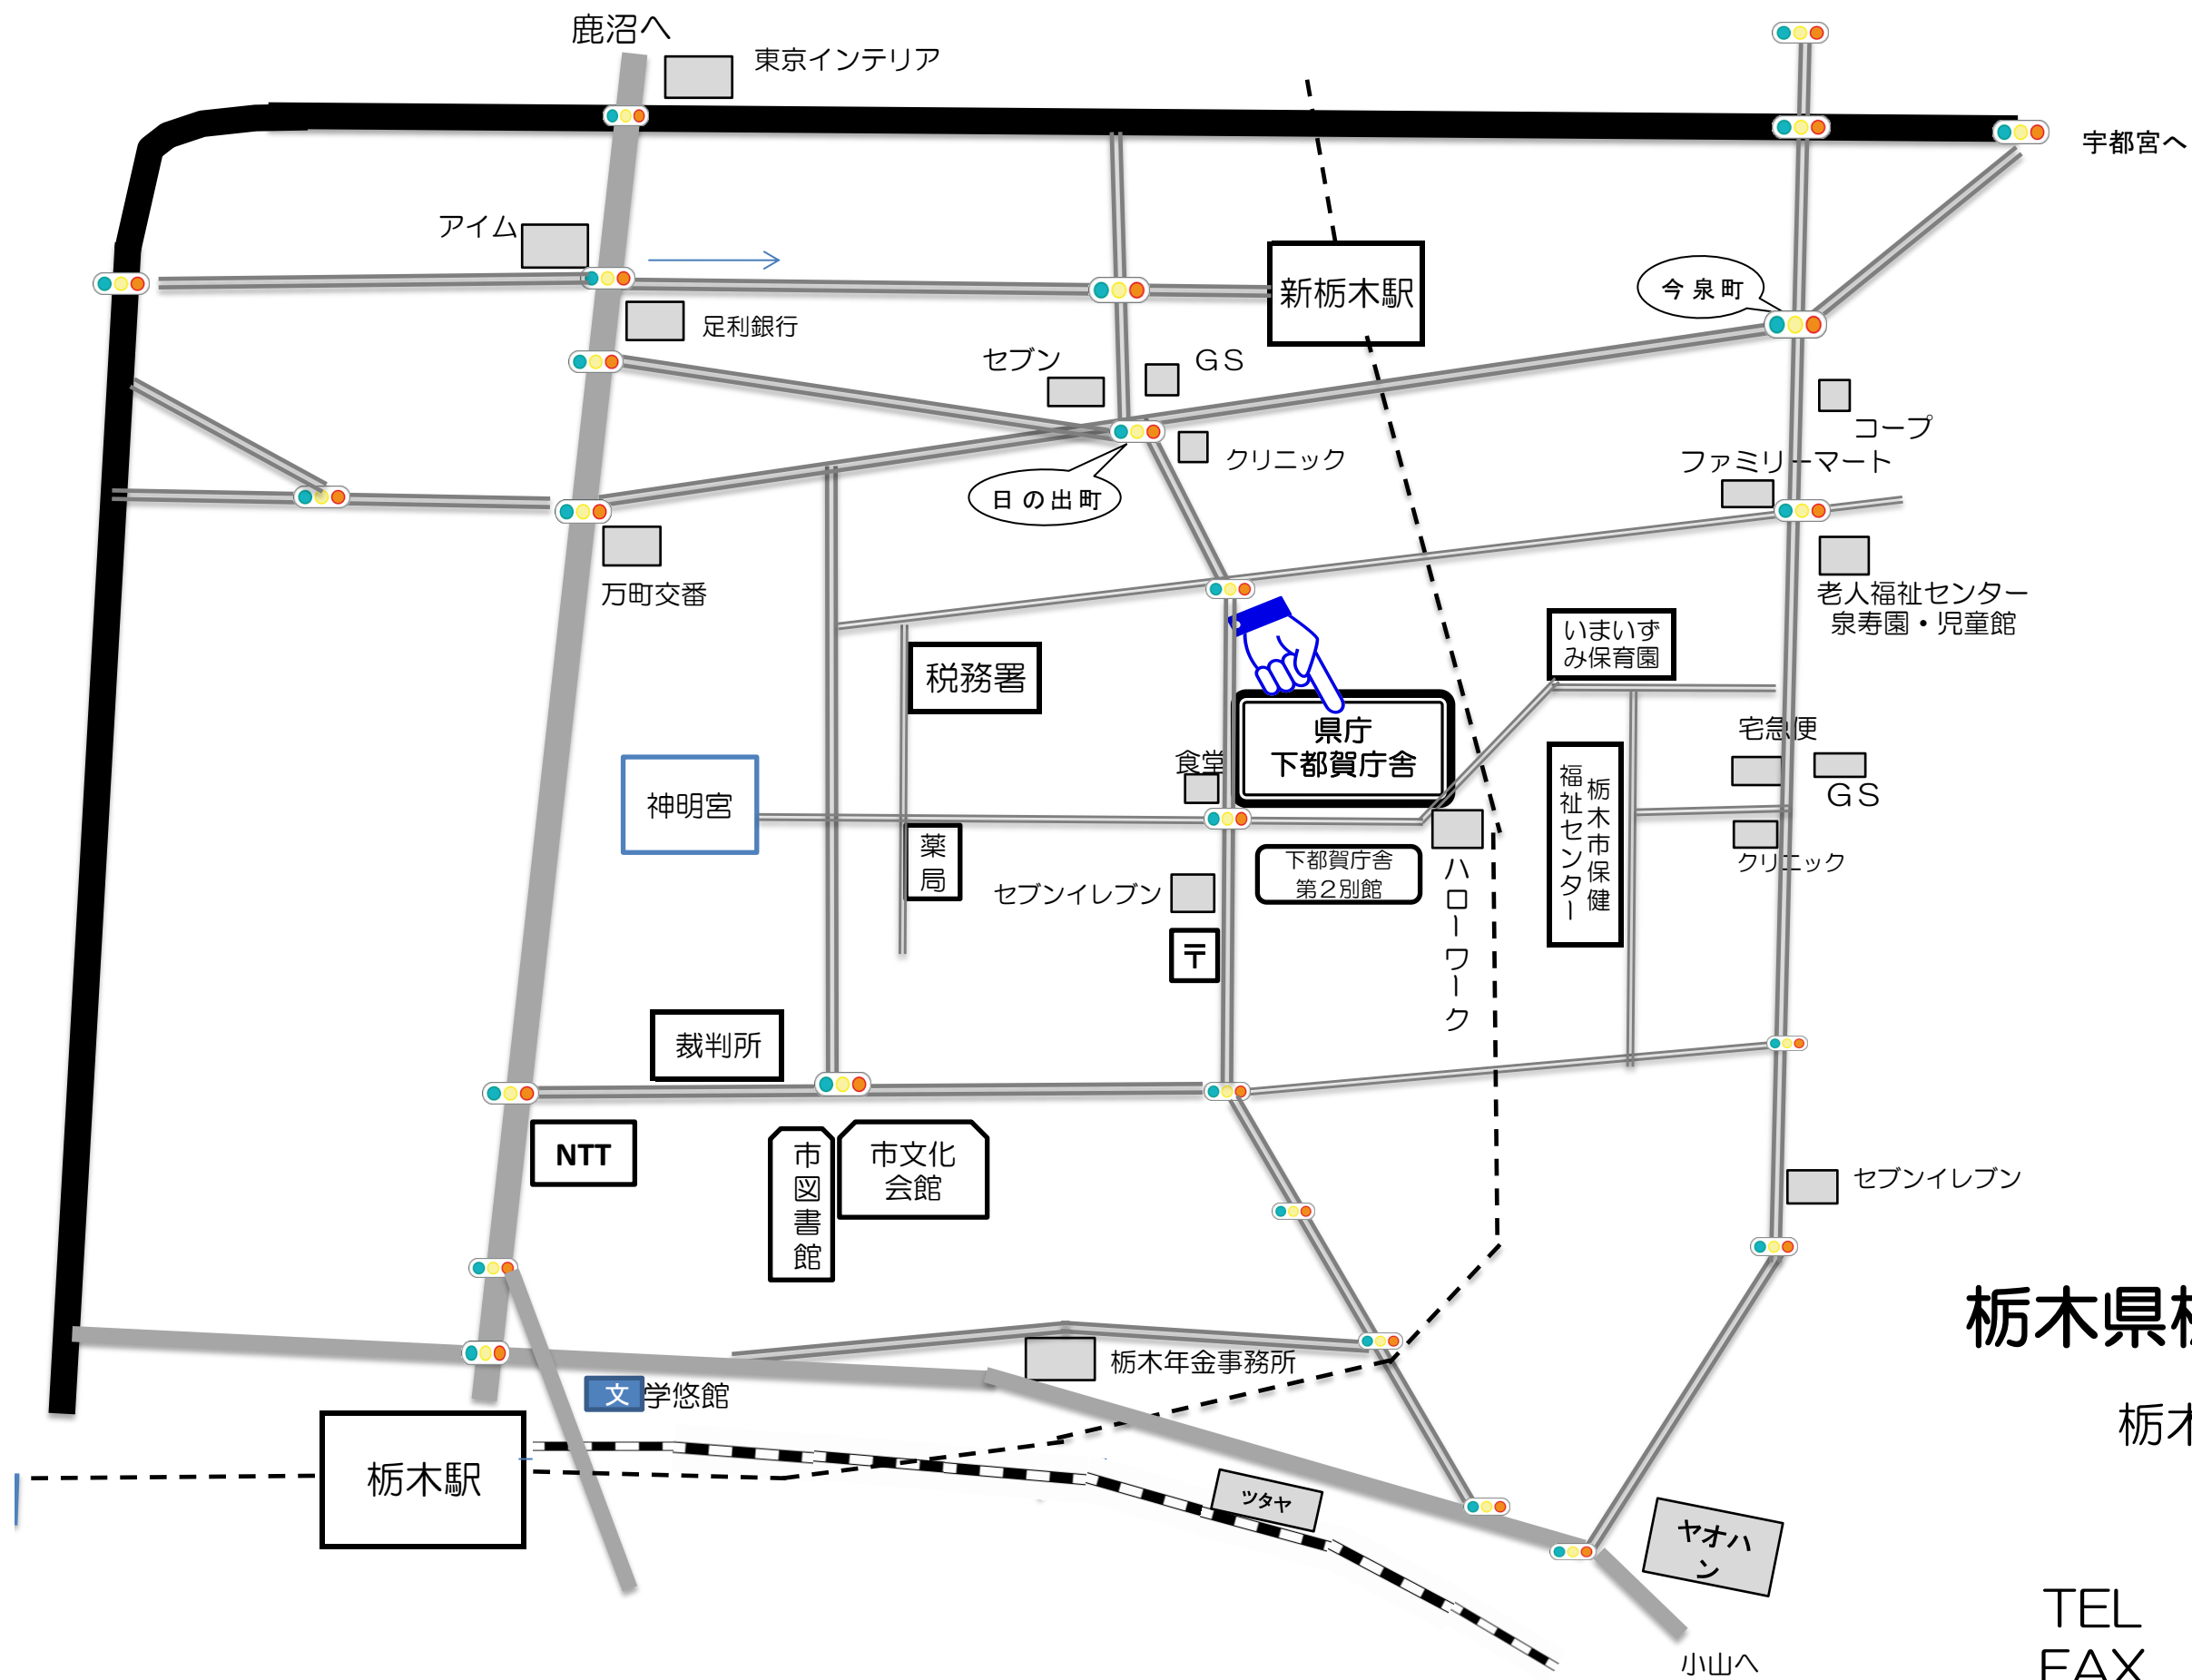 鹿沼へ
東京インテリア
宇都宮へ
アイム
新栃木駅
今泉町
足利銀行
セブン
GS
クリニック
コープ
ファミリーマート
日の出町
万町交番
老人福祉センター
泉寿園・児童館
いまいず
み保育園
税務署
県庁
下都賀庁舎
宅急便
食堂
GS
神明宮
栃木市保健
福祉センター
薬局
クリニック
下都賀庁舎
第2別館
ハローワーク
セブンイレブン
〒
裁判所
NTT
市図書館
市文化
会館
セブンイレブン
栃木県
栃木年金事務所
文
学悠館
栃木駅
ツタヤ
ヤオハ
ン
TEL
FAX
小山へ